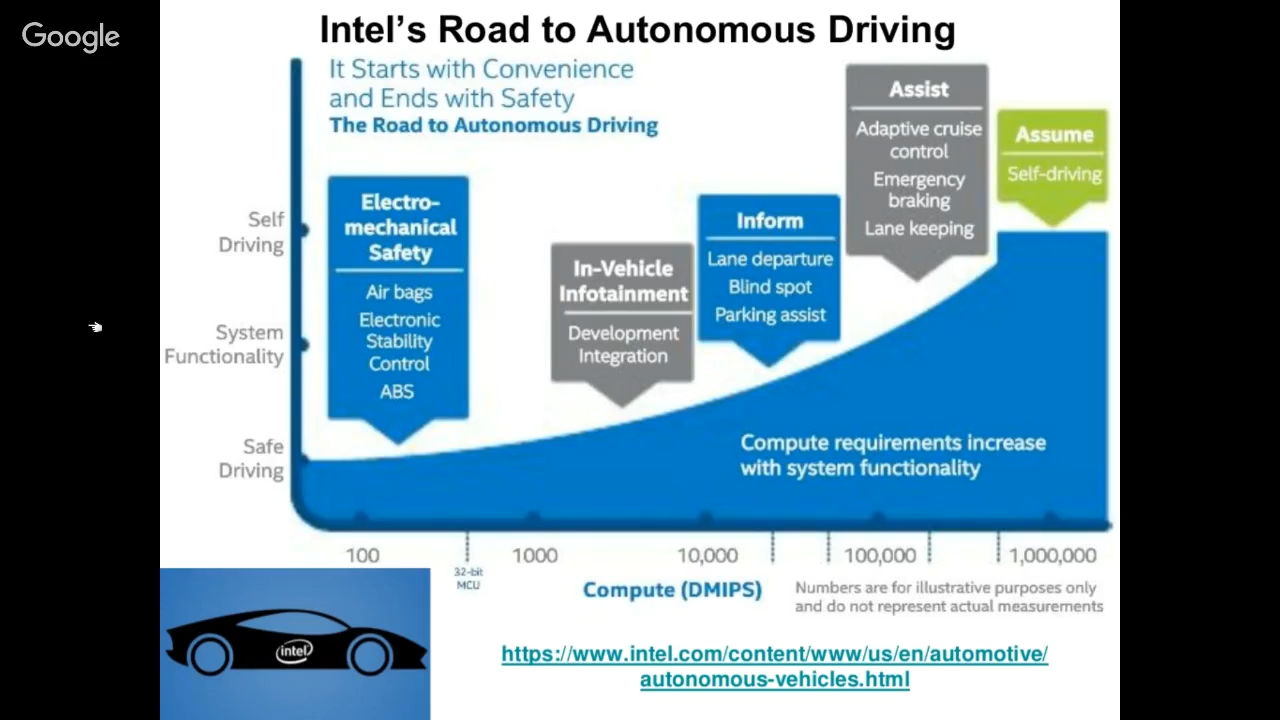 Google
Intel's Road to Autonomous Driving
It Starts with Convenience
and Ends with Safety
The Road to Autonomous Driving
Self
Driving
System
Functionality
Safe
Driving
Electro-
mechanical
Safety
Air bags
Electronic
Stability
Control
ABS
In-Vehicle
Infotainment
Development
Integration
Inform
Lane departure
Blind spot
Parking assist
Assist
Adaptive cruise
control
Emergency
braking
Lane keeping
Assume
Self-driving
Compute requirements increase
with system functionality
100 1000 10,000 100,000 1,000,000
32-bit
MCU
Compute (DMIPS)
Numbers are for illustrative purposes only
and do not represent actual measurements
intel
https://www.intel.com/content/www/us/en/automotive/
autonomous-vehicles.html